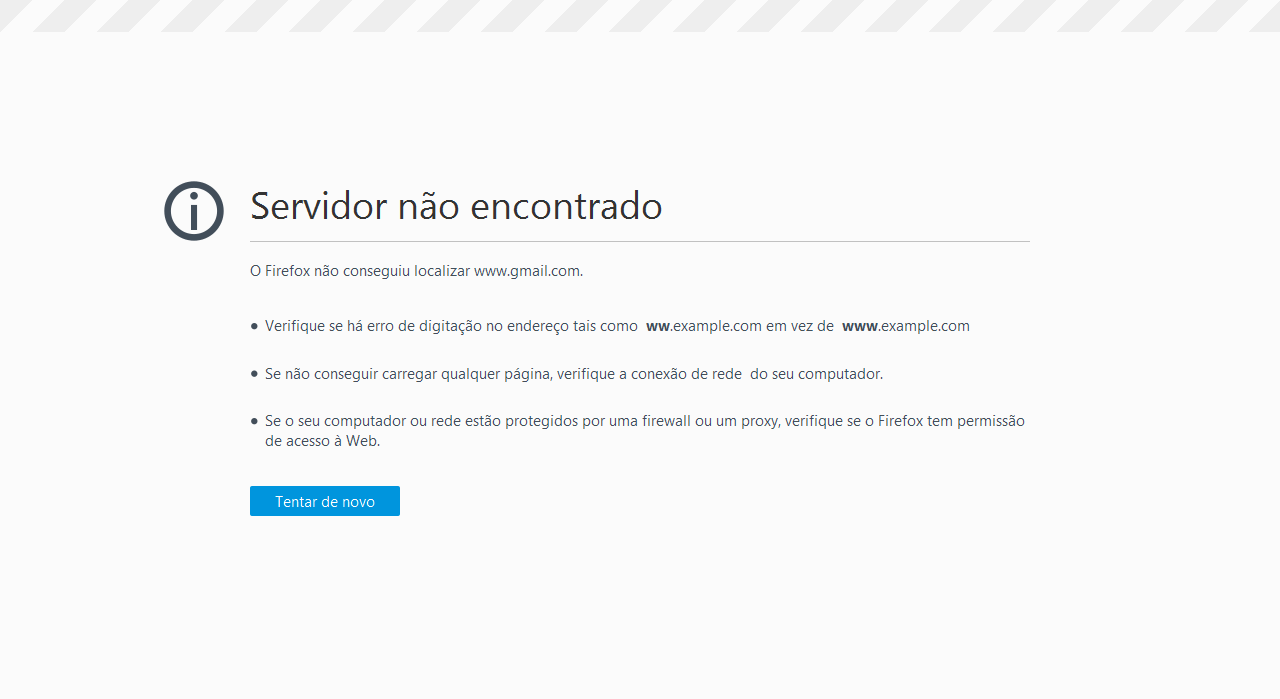 Servidor não encontrado
O Firefox não conseguiu localizar www.gmail.com.
• Verifique se há erro de digitação no endereço tais como ww.example.com em vez de www.example.com
• Se não conseguir carregar qualquer página, verifique a conexão de rede do seu computador.
• Se o seu computador ou rede estão protegidos por uma firewall ou um proxy, verifique se o Firefox tem permissão
de acesso à Web.
Tentar de novo